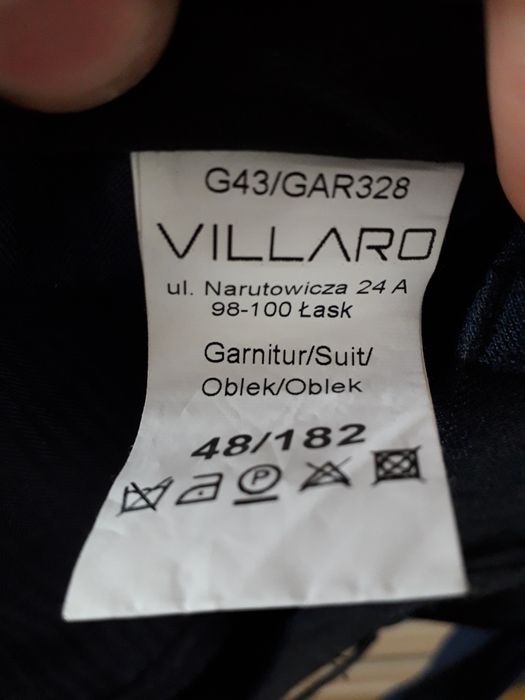 G43/GAR328
VILLARO
ul. Narutowicza 24 A
98-100 Łask
Garnitur/Suit/
Oblek/Oblek
48/182
P